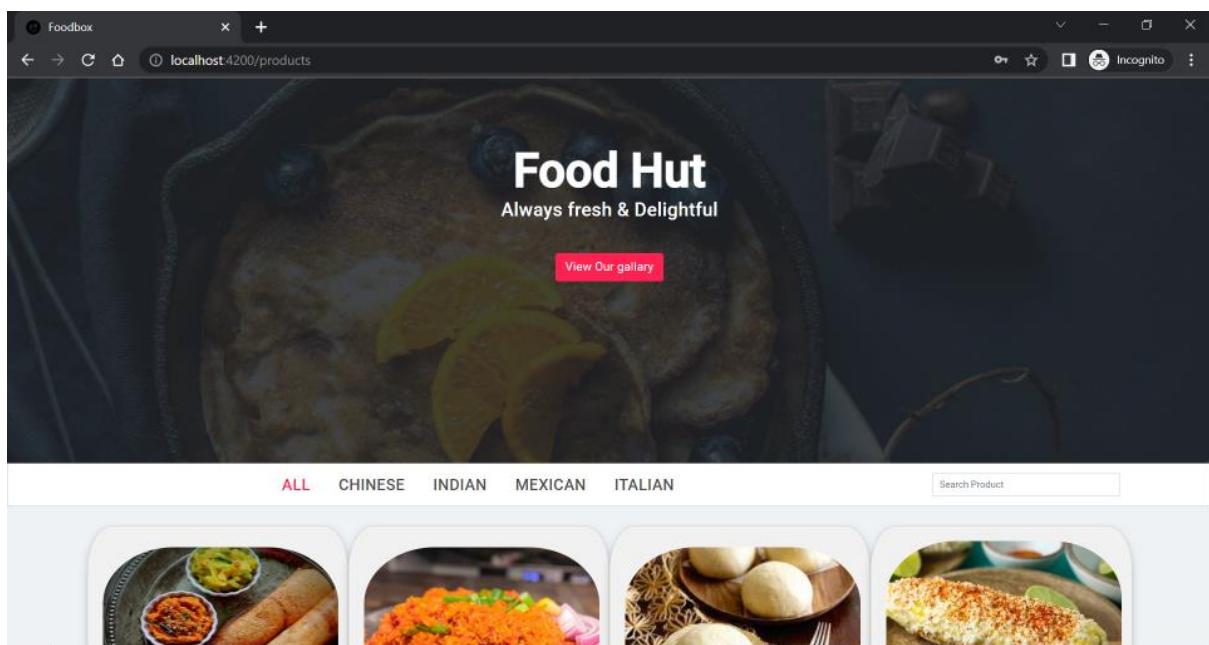 Foodbox
localhost:4200/products
Incognito
Food Hut
Always fresh & Delightful
View Our gallary
ALL CHINESE INDIAN MEXICAN ITALIAN
Search Product